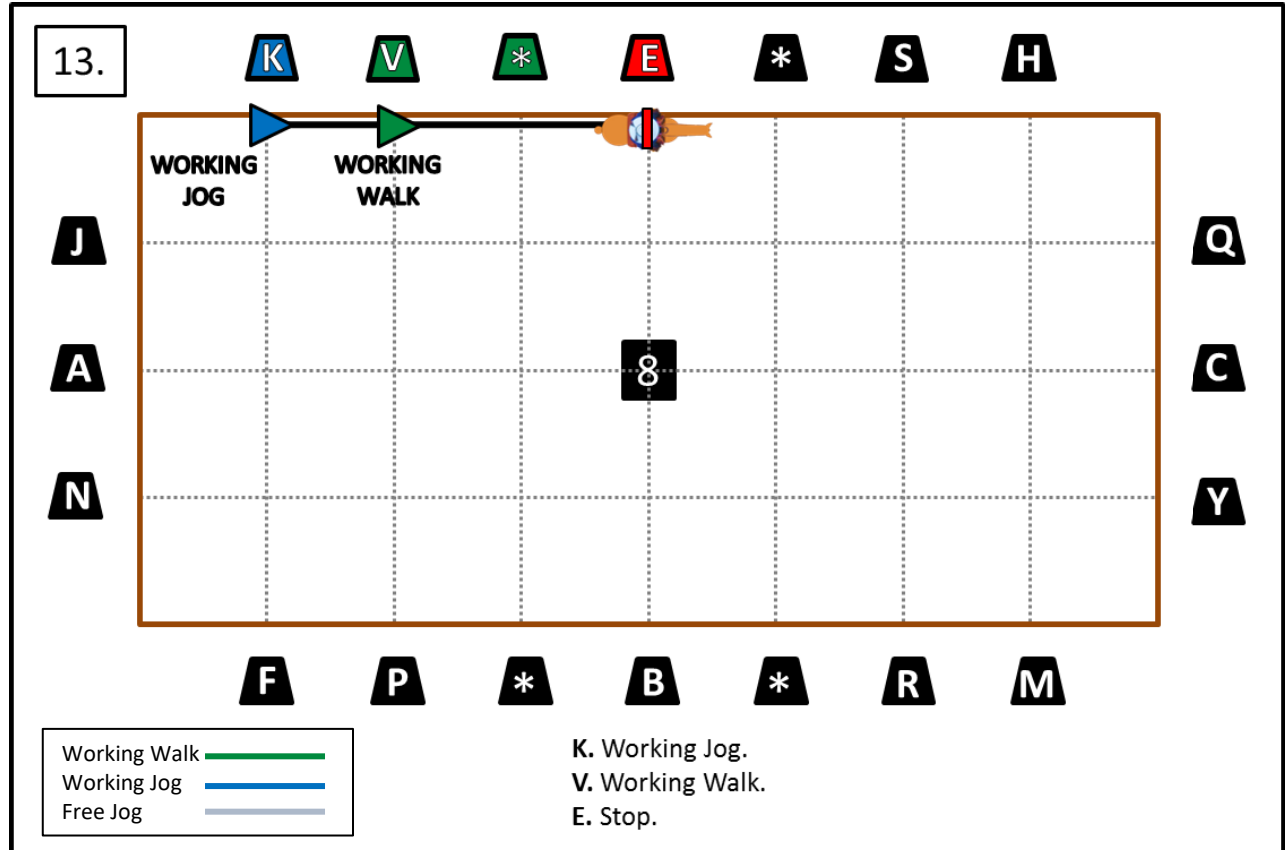 13.
K V * E * S H
WORKING
JOG
WORKING
WALK
J Q
A 8 C
N Y
F P * B * R M
Working Walk
Working Jog
Free Jog
K. Working Jog.
V. Working Walk.
E. Stop.